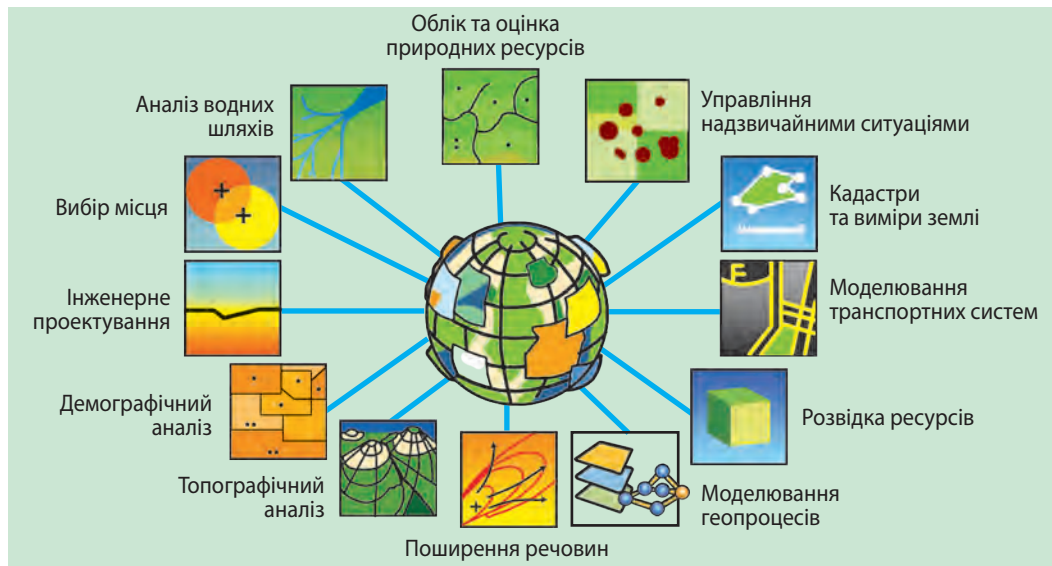 Облік та оцінка
природних ресурсів
Аналіз водних
шляхів
Управління
надзвичайними ситуаціями
Вибір місця
Кадастри
та виміри землі
Інженерне
проектування
Моделювання
транспортних систем
Демографічний
аналіз
Розвідка ресурсів
Топографічний
аналіз
Моделювання
геопроцесів
Поширення речовин